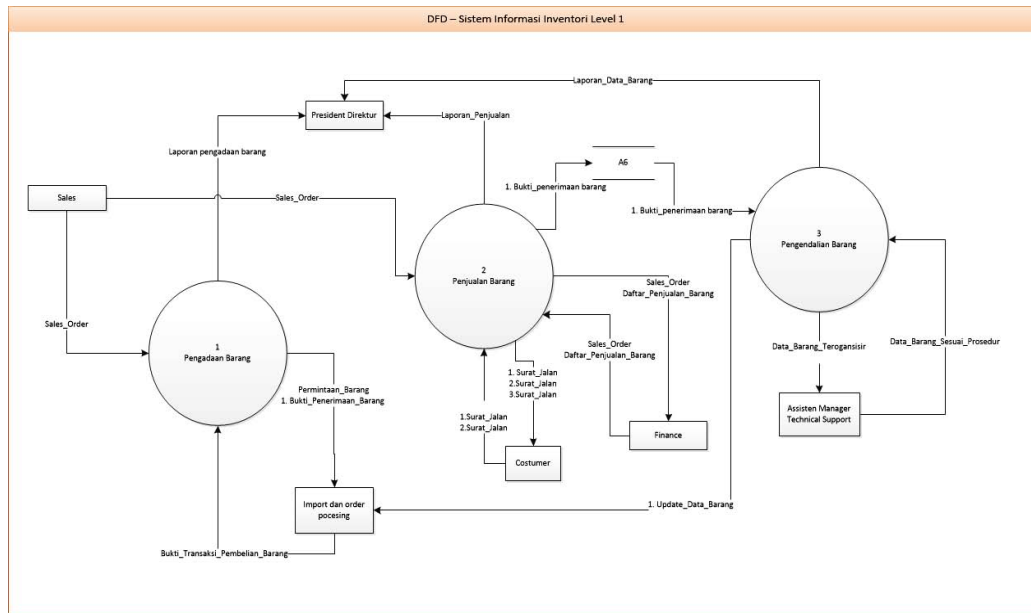 DFD – Sistem Informasi Inventori Level 1
Laporan_Data_Barang
President Direktur
Laporan_Penjualan
Laporan pengadaan barang
A6
1. Bukti_penerimaan barang
1. Bukti_penerimaan barang
Sales
Sales_Order
3
Pengendalian Barang
2
Penjualan Barang
Sales_Order
Daftar_Penjualan_Barang
Sales_Order
1
Pengadaan Barang
Sales_Order
Daftar_Penjualan_Barang
Data_Barang_Terogansisir
Data_Barang_Sesuai_Prosedur
1. Surat_Jalan
2.Surat_Jalan
3.Surat_Jalan
Permintaan_Barang
1. Bukti_Penerimaan_Barang
1.Surat_Jalan
2.Surat_Jalan
Assisten Manager
Technical Support
Finance
Costumer
Import dan order
pocesing
1. Update_Data_Barang
Bukti_Transaksi_Pembelian_Barang